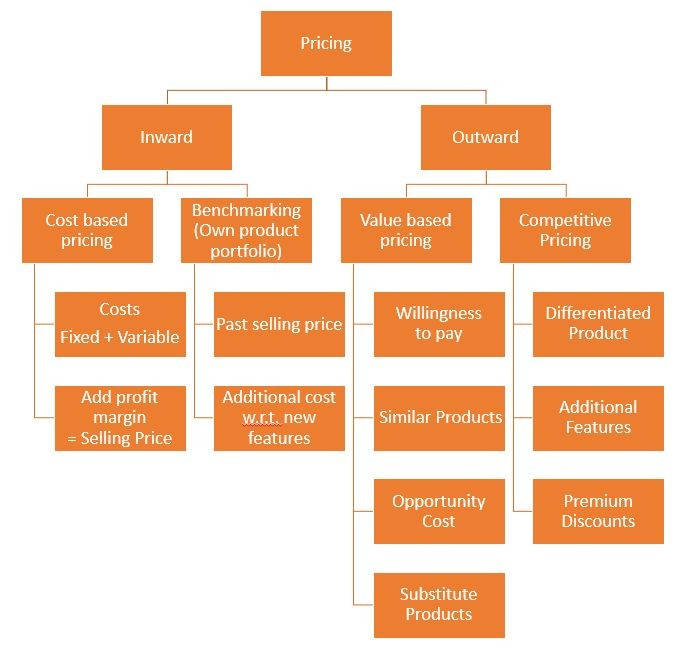 Pricing
Inward
Outward
Cost based
pricing
Benchmarking
(Own product
portfolio)
Value based
pricing
Competitive
Pricing
Costs
Fixed + Variable
Past selling price
Willingness
to pay
Differentiated
Product
Add profit
margin
= Selling Price
Additional cost
w.r.t. new
features
Similar Products
Additional
Features
Opportunity
Cost
Premium
Discounts
Substitute
Products